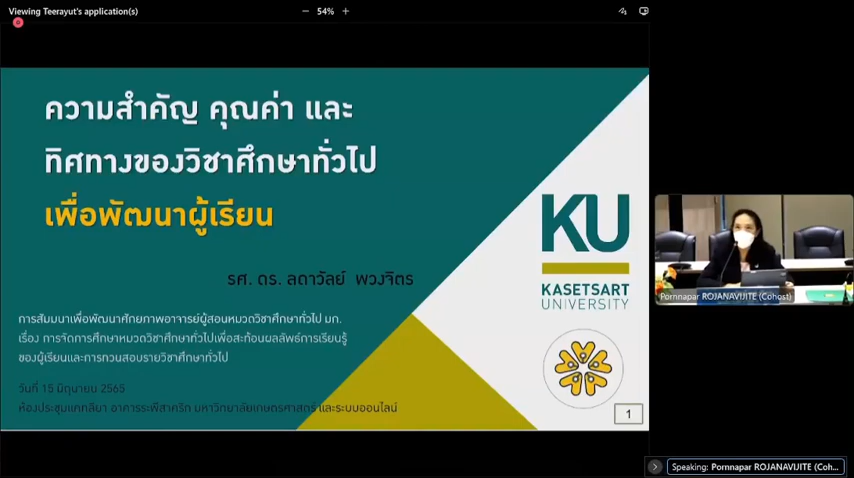 Viewing Teerayut's application(s)
54%
ความสำคัญ คุณค่า และ
ทิศทางของวิชาศึกษาทั่วไป
เพื่อพัฒนาผู้เรียน
รศ. ดร. ลดาวัลย์ พวงจิตร
การสัมมนาเพื่อพัฒนาศักยภาพอาจารย์ผู้สอนหมวดวิชาศึกษาทั่วไป มก.
เรื่อง การจัดการศึกษาหมวดวิชาศึกษาทั่วไปเพื่อสะท้อนผลลัพธ์การเรียนรู้
ของผู้เรียนและการทวนสอบรายวิชาศึกษาทั่วไป
วันที่ 15 มิถุนายน 2565
ห้องประชุมแคทลียา อาคารระพีสาคริก มหาวิทยาลัยเกษตรศาสตร์ และระบบออนไลน์
KU
KASETSART
UNIVERSITY
1
Pornnapar ROJANAVIJITE (Cohost)
Speaking: Pornnapar ROJANAVIJITE (Coh...